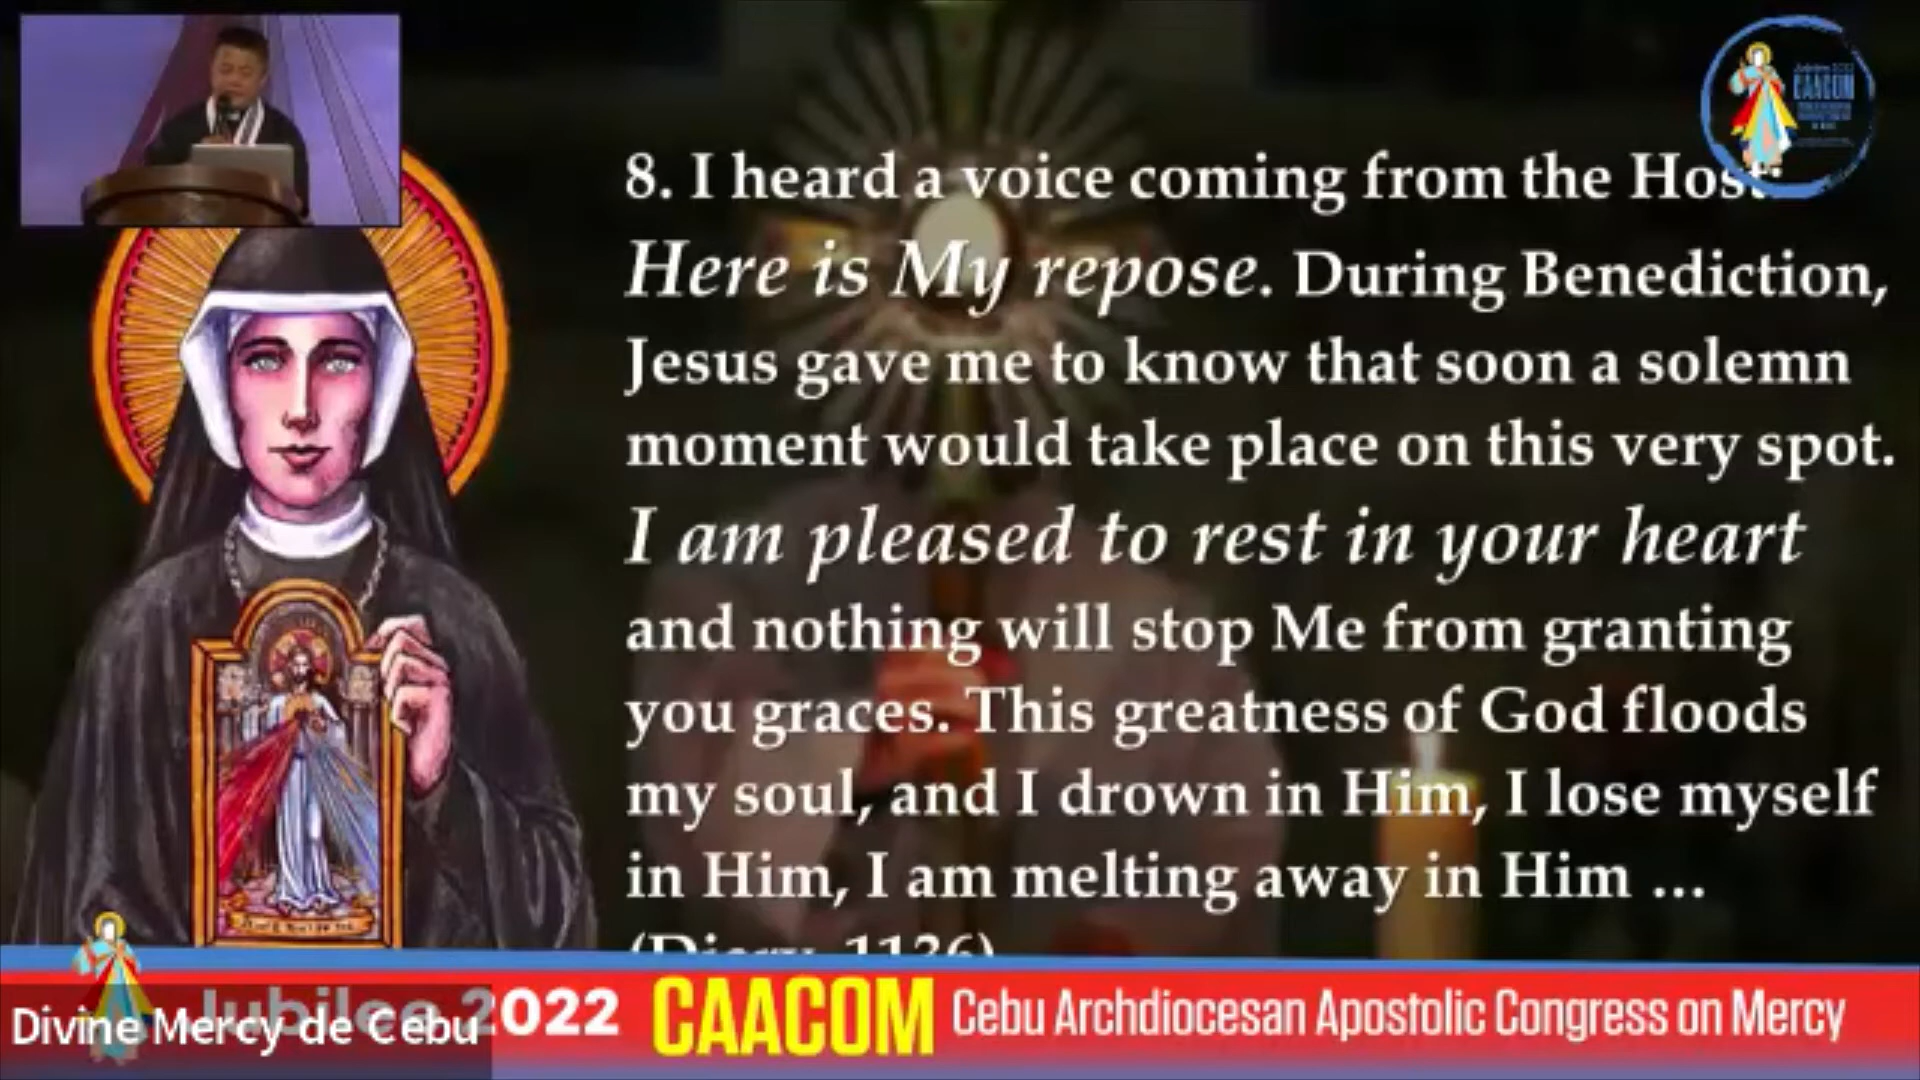 8. I heard a voice coming from the Host:
Here is My repose. During Benediction,
Jesus gave me to know that soon a solemn
moment would take place on this very spot.
I am pleased to rest in your heart
and nothing will stop Me from granting
you graces. This greatness of God floods
my soul, and I drown in Him, I lose myself
in Him, I am melting away in Him …
(Diary, 1136)
Jubilee 2022 CAACOM Cebu Archdiocesan Apostolic Congress on Mercy
Divine Mercy de Cebu
CAACOM